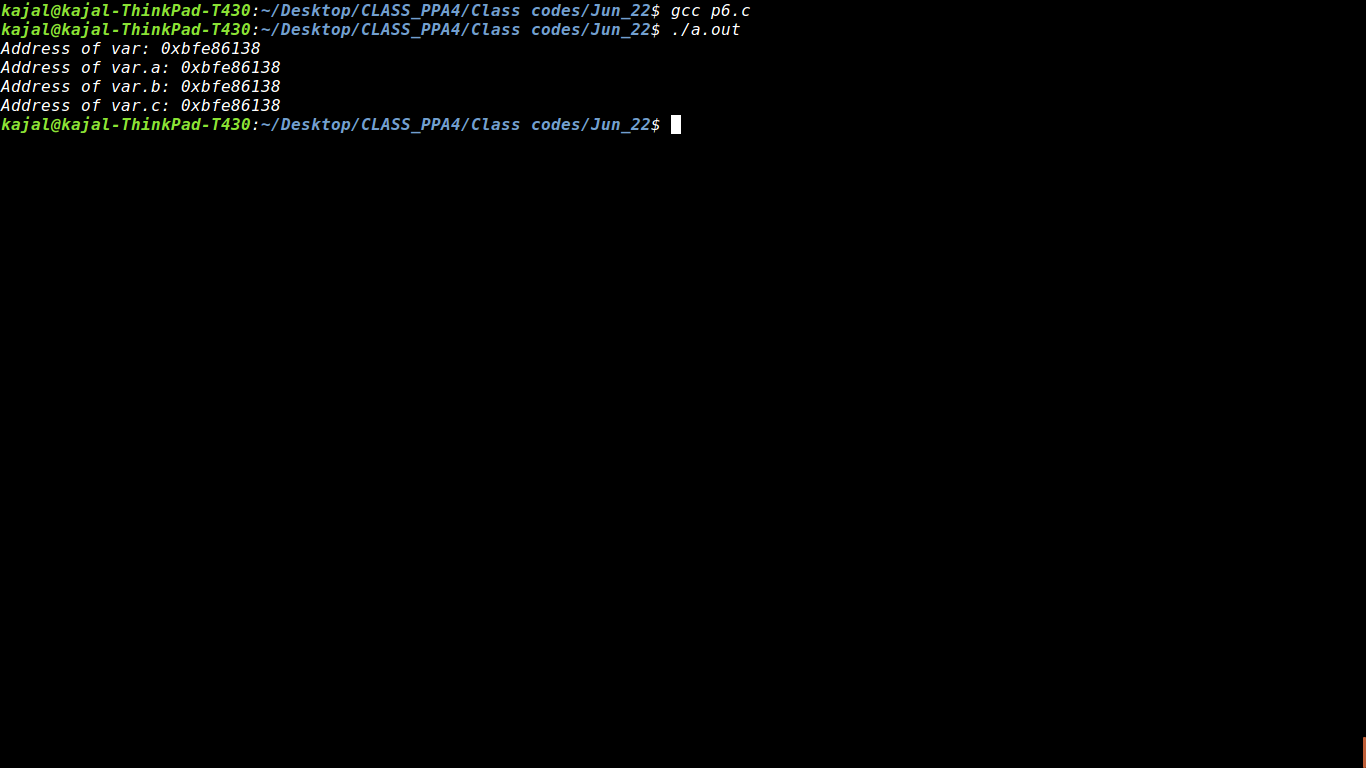 kajal@kajal-ThinkPad-T430:~/Desktop/CLASS_PPA4/Class codes/Jun_22$ gcc p6.c
kajal@kajal-ThinkPad-T430:~/Desktop/CLASS_PPA4/Class codes/Jun_22$ ./a.out
Address of var: 0xbfe86138
Address of var.a: 0xbfe86138
Address of var.b: 0xbfe86138
Address of var.c: 0xbfe86138
kajal@kajal-ThinkPad-T430:~/Desktop/CLASS_PPA4/Class codes/Jun_22$